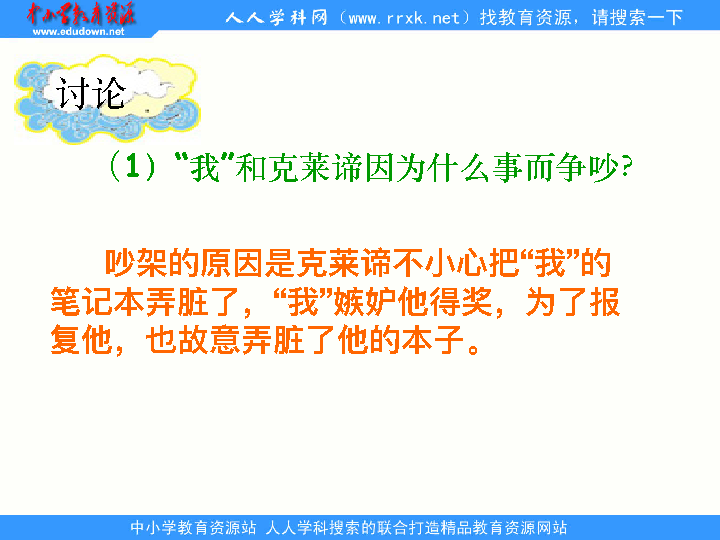 中小学教育资源
www.edudown.net
人人学科网（www.rrxk.net）找教育资源，请搜索一下
讨论
（1）“我”和克莱谛因为什么事而争吵？
吵架的原因是克莱谛不小心把“我”的
笔记本弄脏了，“我”嫉妒他得奖，为了报
复他，也故意弄脏了他的本子。
中小学教育资源站 人人学科搜索的联合打造精品教育资源网站